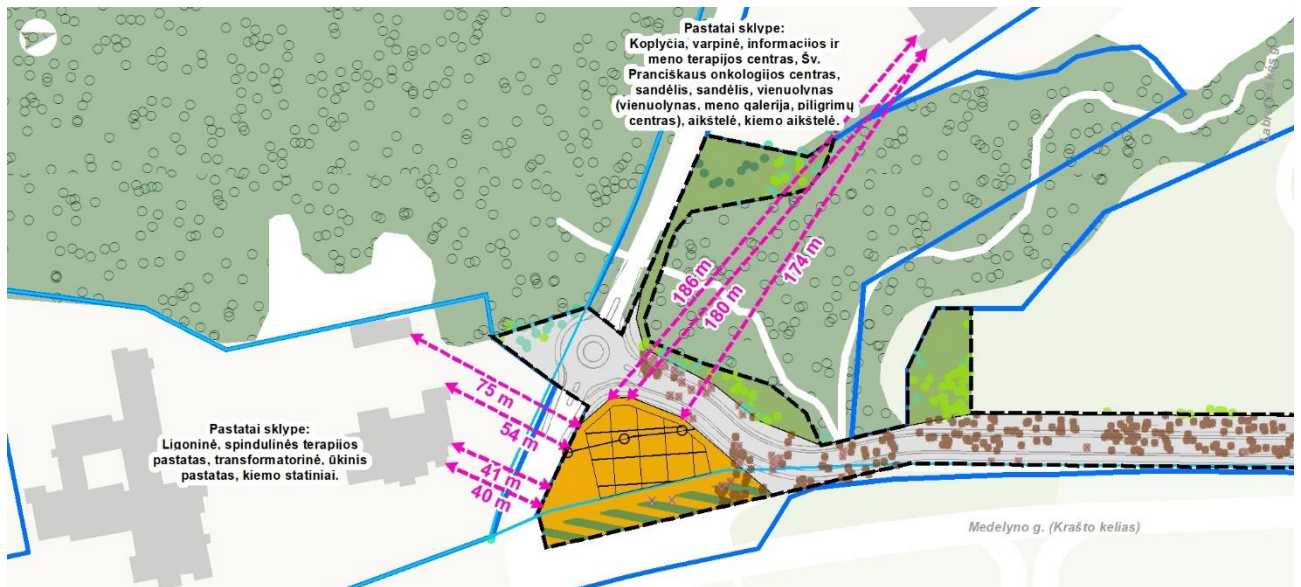 Pastatai sklype:
Koplyčia, varpinė, informacijos ir
meno terapijos centras, Šv.
Pranciškaus onkologijos centras,
sandėlis, sandėlis, vienuolynas
(vienuolynas, meno galerija, piligrimų
centras), aikštelė, kiemo aikštelė.
186 m
180 m
174 m
75 m
54 m
41 m
40 m
Pastatai sklype:
Ligoninė, spindulinės terapijos
pastatas, transformatorinė, ūkinis
pastatas, kiemo statiniai.
Medelyno g. (Krašto kelias)